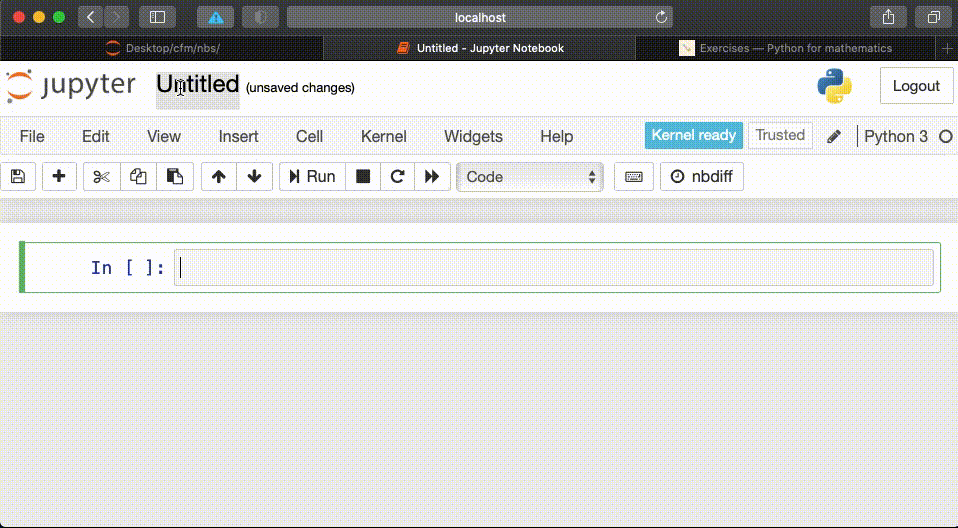 localhost
Desktop/cfm/nbs/
Untitled - Jupyter Notebook
Exercises — Python for mathematics
jupyter Untitled (unsaved changes)
Logout
File Edit View Insert Cell Kernel Widgets Help Kernel ready Trusted Python 3
Run Code nbdiff
In [ ]: